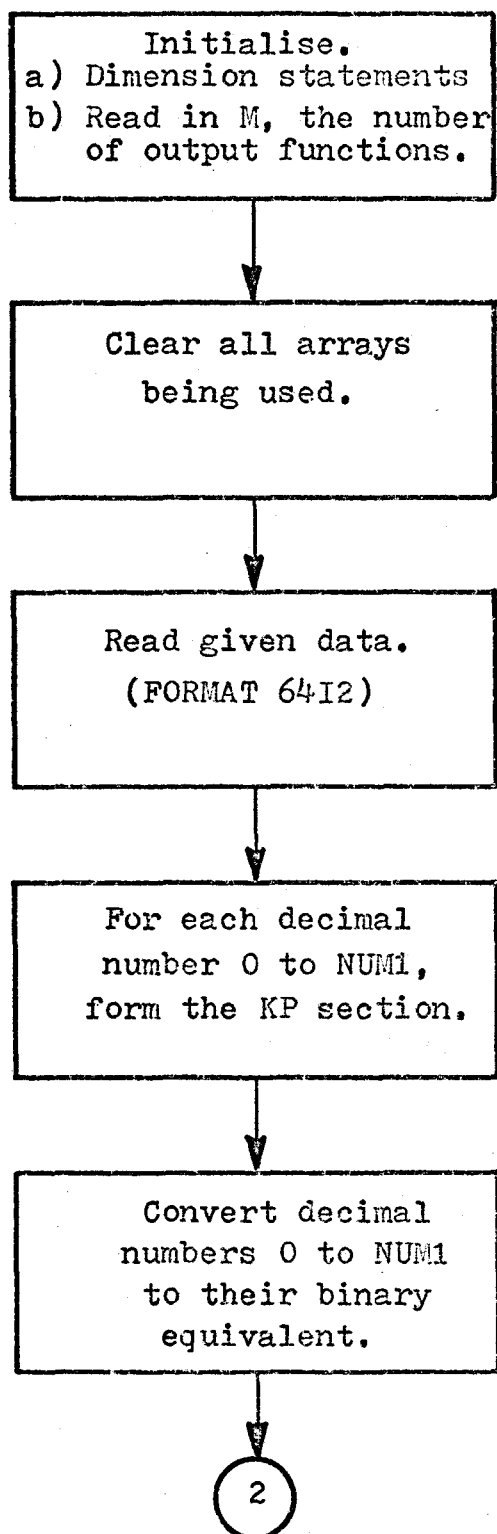 Initialise.
a) Dimension statements
b) Read in M, the number
of output functions.
Clear all arrays
being used.
Read given data.
(FORMAT 64I2)
For each decimal
number 0 to NUM1,
form the KP section.
Convert decimal
numbers 0 to NUM1
to their binary
equivalent.
2